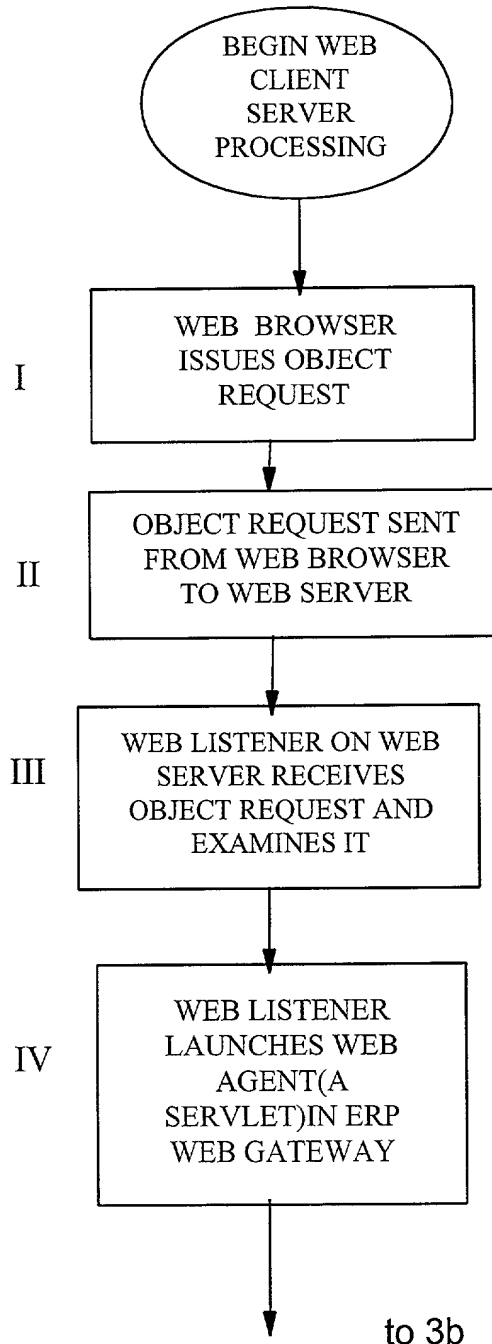 BEGIN WEB
CLIENT
SERVER
PROCESSING
I
WEB BROWSER
ISSUES OBJECT
REQUEST
II
OBJECT REQUEST SENT
FROM WEB BROWSER
TO WEB SERVER
III
WEB LISTENER ON WEB
SERVER RECEIVES
OBJECT REQUEST AND
EXAMINES IT
IV
WEB LISTENER
LAUNCHES WEB
AGENT(A
SERVLET)IN ERP
WEB GATEWAY
to 3b